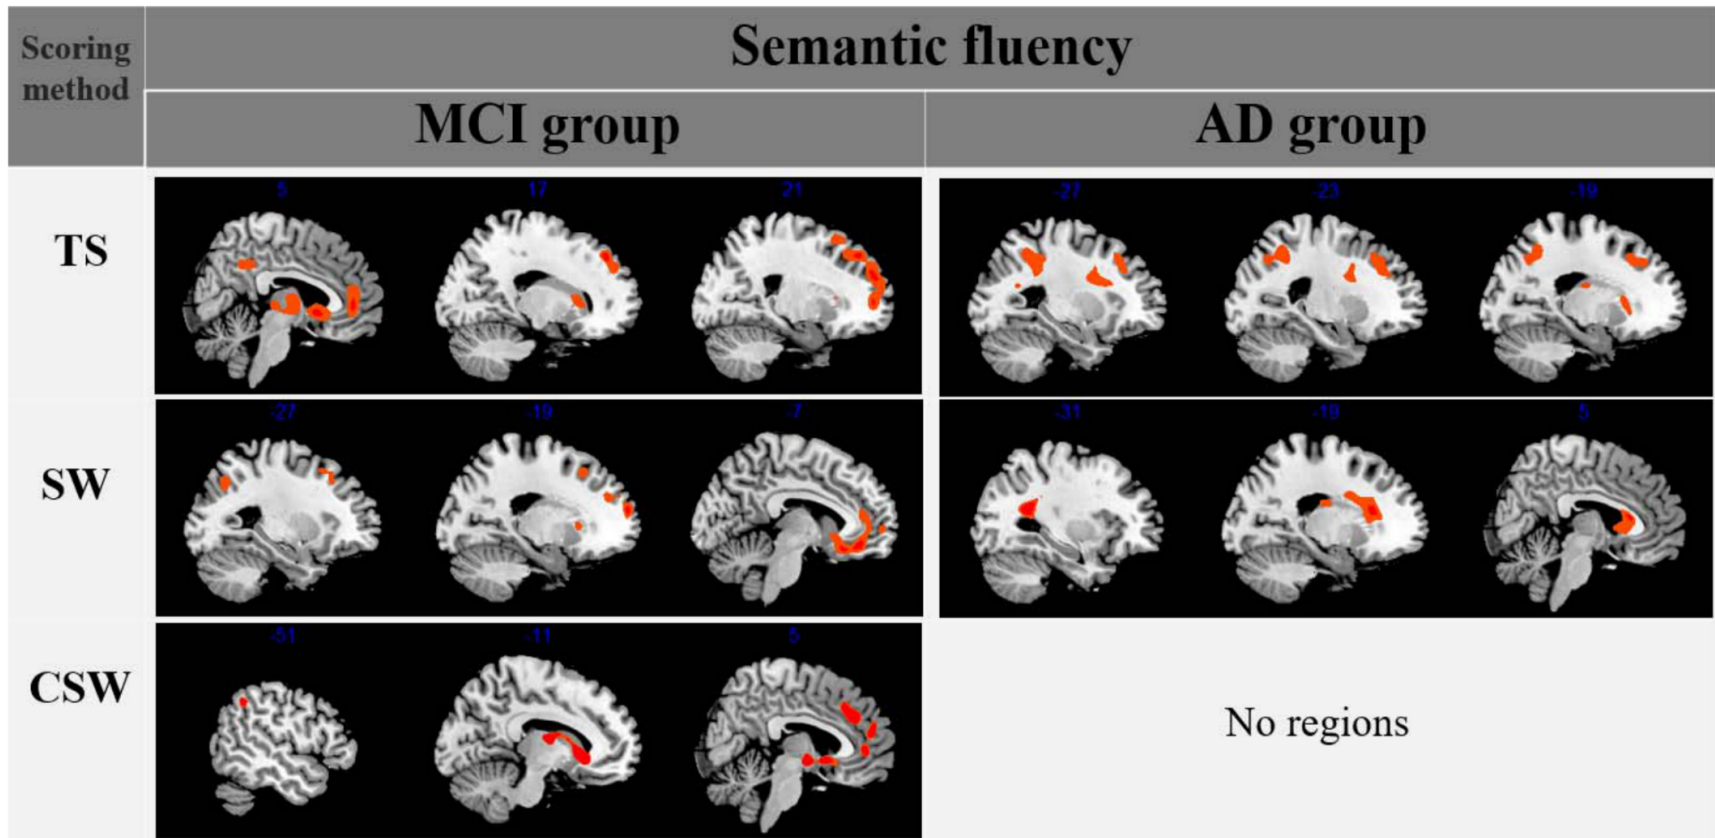 Scoring
method
Semantic fluency
MCI group
AD group
TS
5
17
21
-27
-23
-19
SW
-27
-19
-7
-31
-19
5
CSW
-51
-11
5
No regions